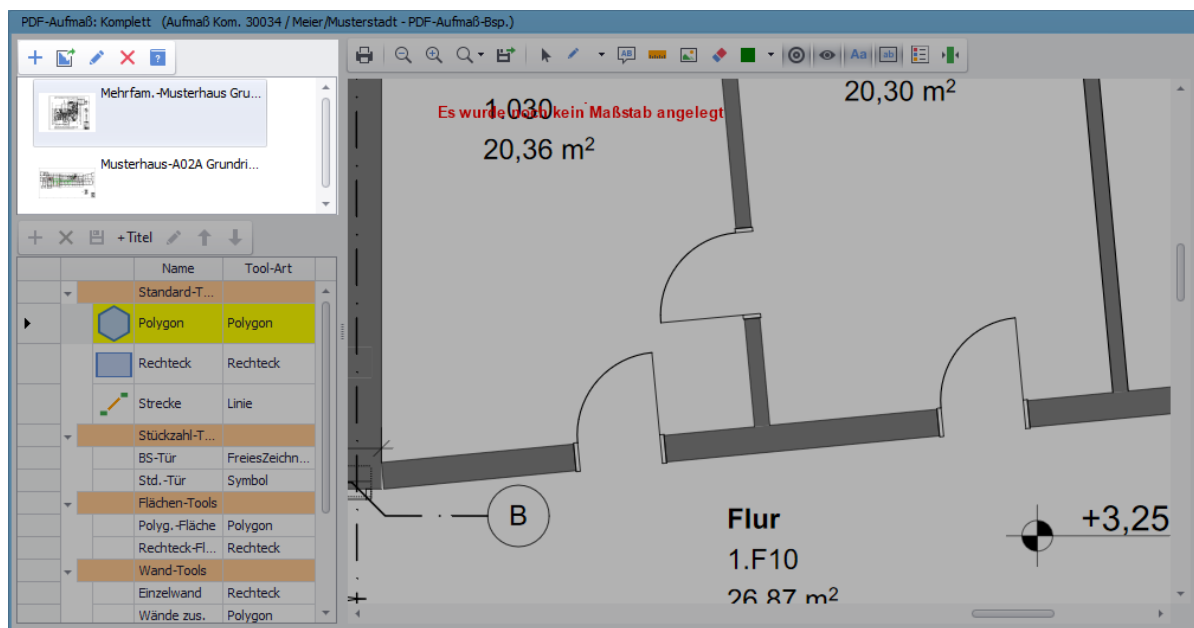 PDF-Aufmaß: Komplett (Aufmaß Kom. 30034 / Meier/Musterstadt - PDF-Aufmaß-Bsp.)
Mehrfam.-Musterhaus Gru...
Musterhaus-A02A Grundri...
+Titel
Name Tool-Art
Standard-T...
Polygon Polygon
Rechteck Rechteck
Strecke Linie
Stückzahl-T...
BS-Tür FreiesZeichn...
Std.-Tür Symbol
Flächen-Tools
Polyg.-Fläche Polygon
Rechteck-Fl... Rechteck
Wand-Tools
Einzelwand Rechteck
Wände zus. Polygon
AB
Aa
ab
1.030
Es wurde noch kein Maßstab angelegt
20,36 m²
20,30 m²
B
Flur
1.F10
26,87 m²
+3,25